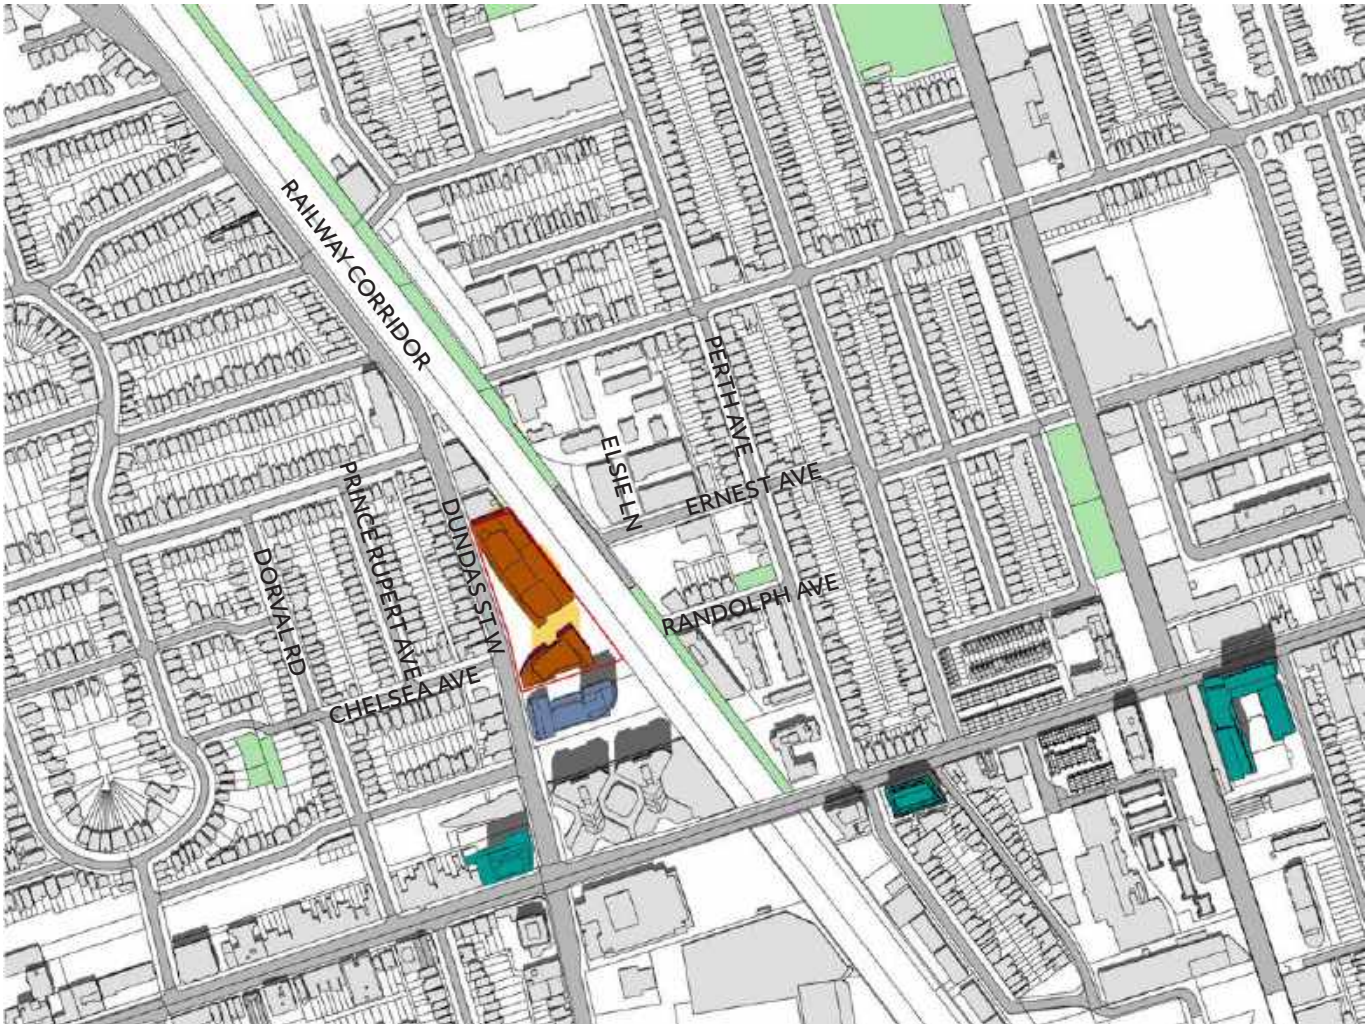 RAILWAY CORRIDOR
PERTH AVE
ELSIE LN
ERNEST AVE
PRINCE RUPERT AVE
DUNDAS ST W
DORVAL RD
RANDOLPH AVE
CHELSEA AVE